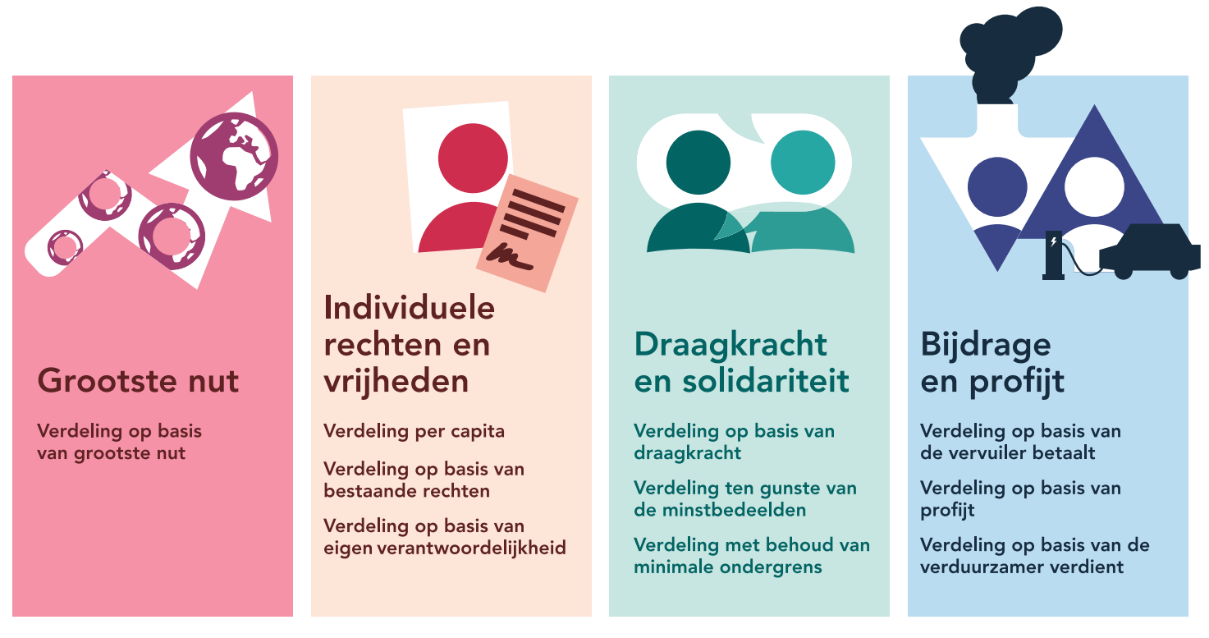 Grootste nut
Verdeling op basis
van grootste nut
Individuele
rechten en
vrijheden
Verdeling per capita
Verdeling op basis van
bestaande rechten
Verdeling op basis van
eigen verantwoordelijkheid
Draagkracht
en solidariteit
Verdeling op basis van
draagkracht
Verdeling ten gunste van
de minstbedeelden
Verdeling met behoud van
minimale ondergrens
Bijdrage
en profijt
Verdeling op basis van
de vervuiler betaalt
Verdeling op basis van
profijt
Verdeling op basis van de
verduurzamer verdient